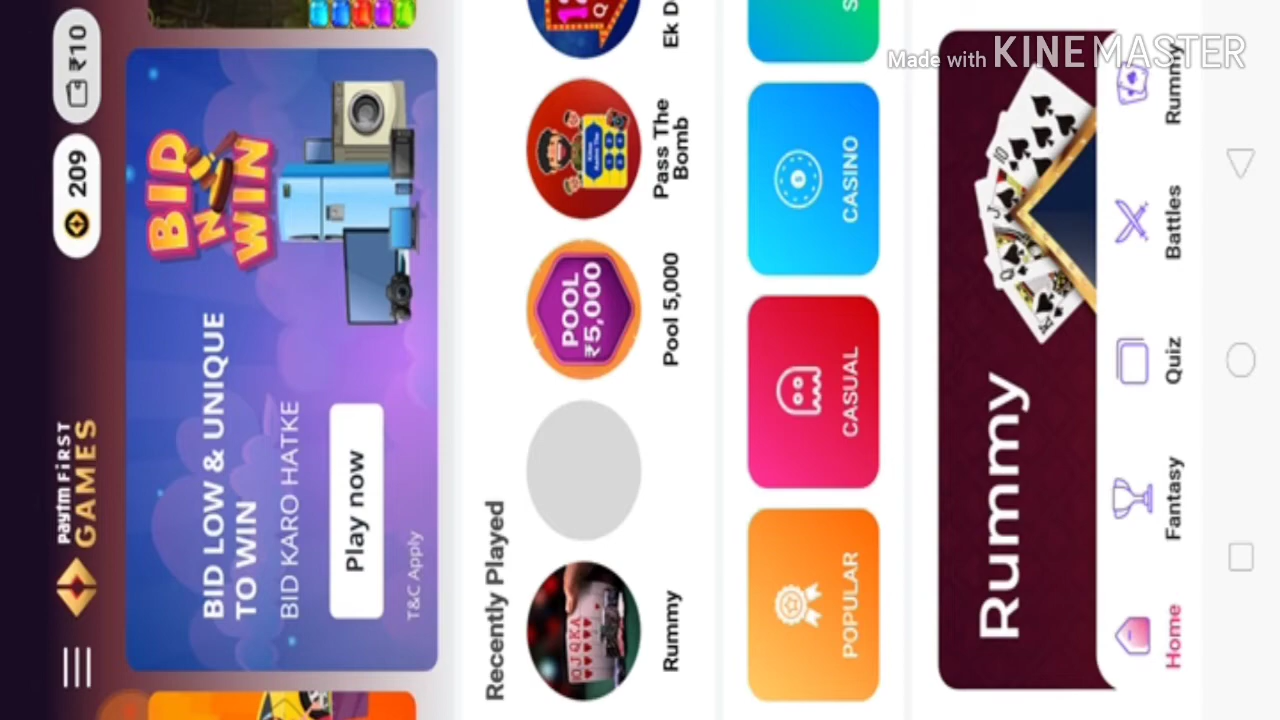 Paytm FiRST
GAMES
209
₹10
BID LOW & UNIQUE
TO WIN
BID KARO HATKE
Play now
T&C Apply
BID
N
WIN
Recently Played
POOL
₹5,000
Rummy
Pool 5,000
Pass The
Bomb
Ek D
POPULAR
CASUAL
CASINO
S
Rummy
Home
Fantasy
Quiz
Battles
Rummy
Made with KINEMASTER